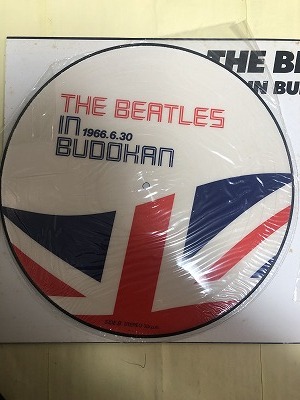 THE BE
IN BU
THE BEATLES
IN 1966.6.30
BUDOKAN